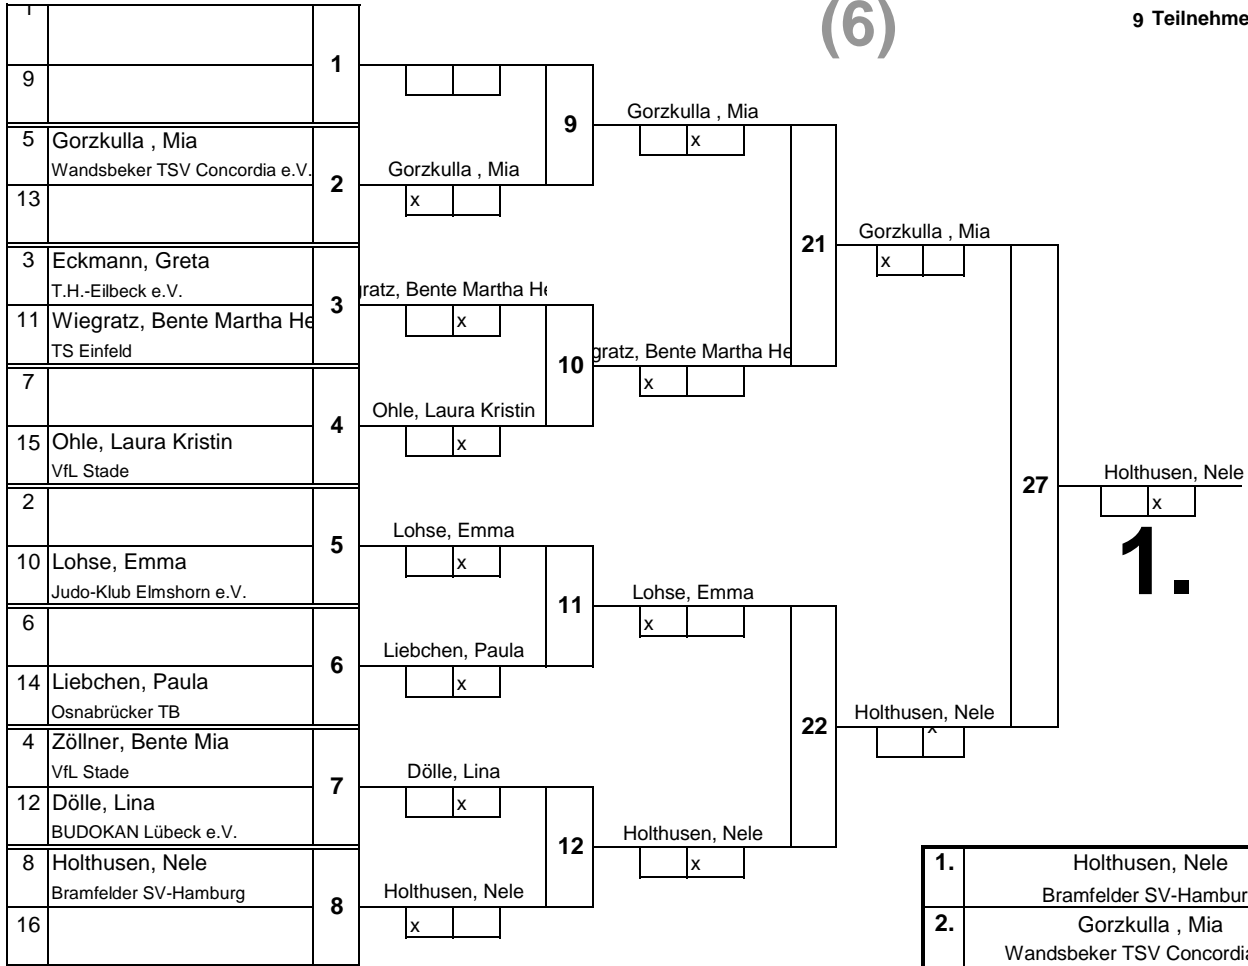 (6)
9 Teilnehme
1
9
5 Gorzkulla , Mia
Wandsbeker TSV Concordia e.V.
13
3 Eckmann, Greta
T.H.-Eilbeck e.V.
11 Wiegratz, Bente Martha He
TS Einfeld
7
15 Ohle, Laura Kristin
VfL Stade
2
10 Lohse, Emma
Judo-Klub Elmshorn e.V.
6
14 Liebchen, Paula
Osnabrücker TB
4 Zöllner, Bente Mia
VfL Stade
12 Dölle, Lina
BUDOKAN Lübeck e.V.
8 Holthusen, Nele
Bramfelder SV-Hamburg
16
1
2
3
4
5
6
7
8
Gorzkulla , Mia
x
gratz, Bente Martha He
x
Ohle, Laura Kristin
x
Lohse, Emma
x
Liebchen, Paula
x
Dölle, Lina
x
Holthusen, Nele
x
9
10
11
12
Gorzkulla , Mia
x
gratz, Bente Martha He
x
Lohse, Emma
x
Holthusen, Nele
x
21
22
Gorzkulla , Mia
x
Holthusen, Nele
x
27
Holthusen, Nele
x
1.
1. Holthusen, Nele
Bramfelder SV-Hambur
2. Gorzkulla , Mia
Wandsbeker TSV Concordia